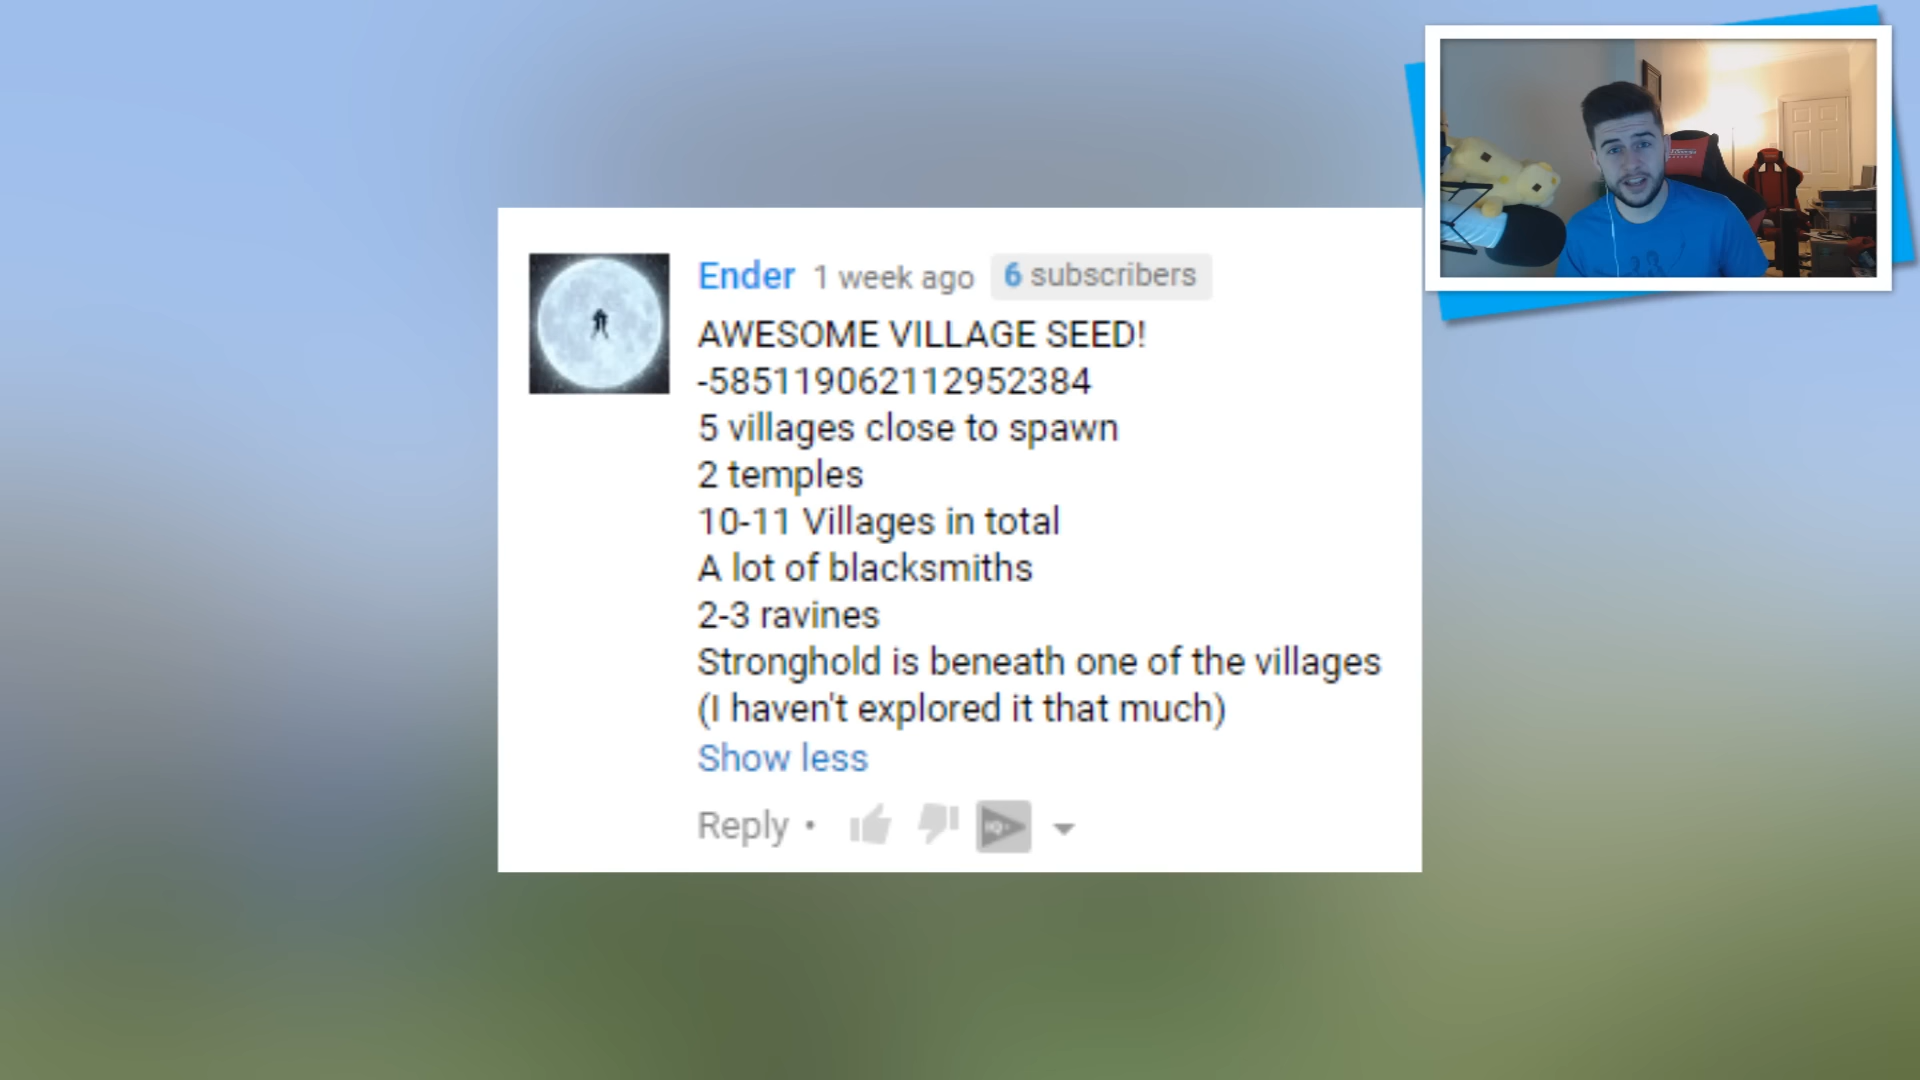 Ender 1 week ago 6 subscribers
AWESOME VILLAGE SEED!
-585119062112952384
5 villages close to spawn
2 temples
10-11 Villages in total
A lot of blacksmiths
2-3 ravines
Stronghold is beneath one of the villages
(I haven't explored it that much)
Show less
Reply •